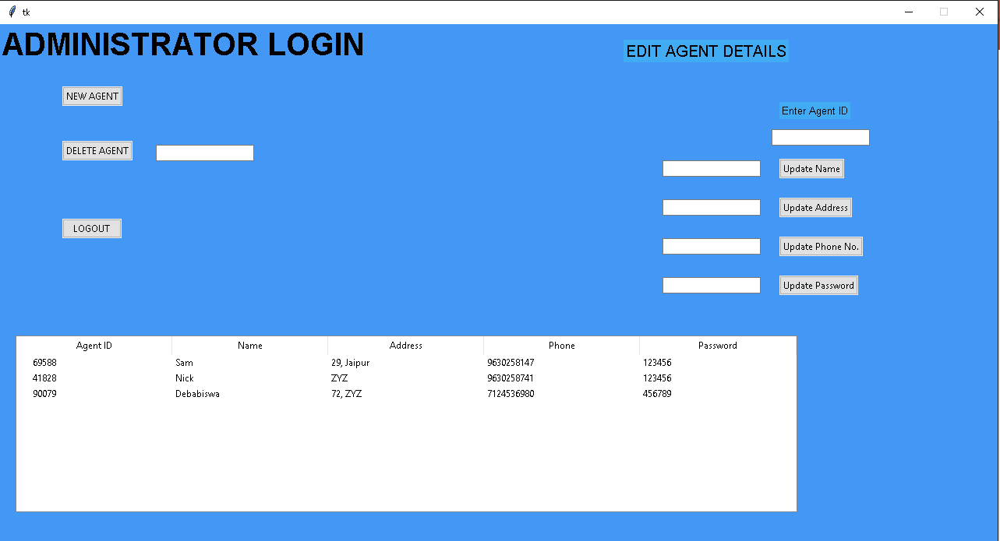 tk
ADMINISTRATOR LOGIN
EDIT AGENT DETAILS
NEW AGENT
Enter Agent ID
DELETE AGENT
Update Name
Update Address
LOGOUT
Update Phone No.
Update Password
Agent ID Name Address Phone Password
69588 Sam 29, Jaipur 9630258147 123456
41828 Nick ZYZ 9630258741 123456
90079 Debabiswa 72, ZYZ 7124536980 456789